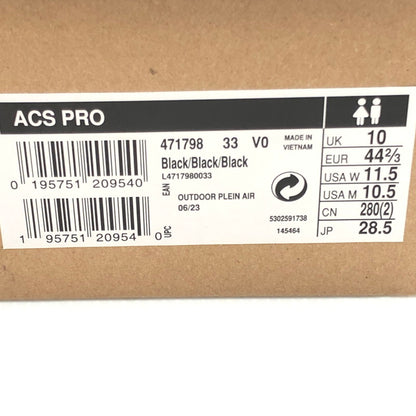 ACS PRO
471798 33 V0 MADE IN VIETNAM
Black/Black/Black
L4717980033
OUTDOOR PLEIN AIR
06/23
5302591738
145464
0 195751 209540
EAN
1 95751 20954 0
UPC
UK 10
EUR 44⅔
USA W 11.5
USA M 10.5
CN 280(2)
JP 28.5